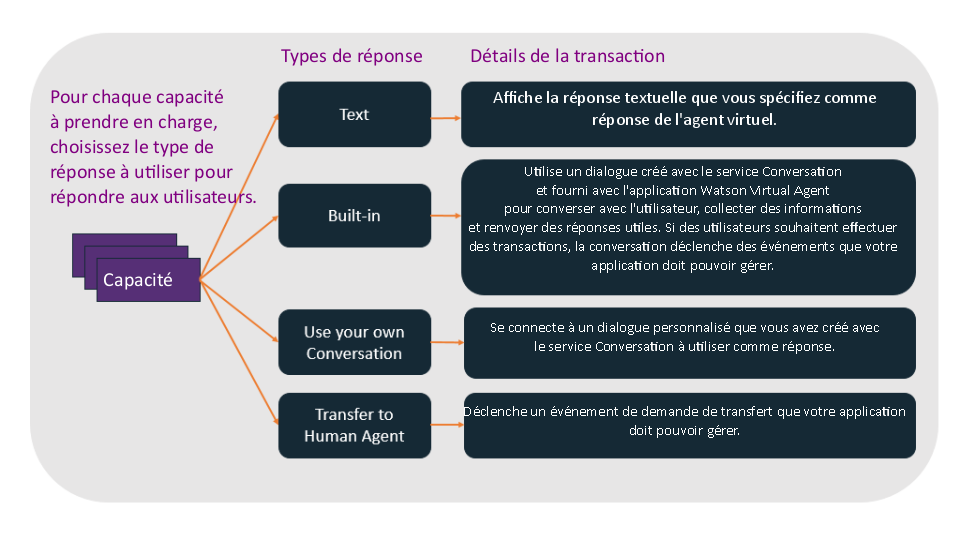 Types de réponse
Détails de la transaction
Pour chaque capacité
à prendre en charge,
choisissez le type de
réponse à utiliser pour
répondre aux utilisateurs.
Capacité
Text
Affiche la réponse textuelle que vous spécifiez comme
réponse de l'agent virtuel.
Built-in
Utilise un dialogue créé avec le service Conversation
et fourni avec l'application Watson Virtual Agent
pour converser avec l'utilisateur, collecter des informations
et renvoyer des réponses utiles. Si des utilisateurs souhaitent effectuer
des transactions, la conversation déclenche des événements que votre
application doit pouvoir gérer.
Use your own
Conversation
Se connecte à un dialogue personnalisé que vous avez créé avec
le service Conversation à utiliser comme réponse.
Transfer to
Human Agent
Déclenche un événement de demande de transfert que votre application
doit pouvoir gérer.